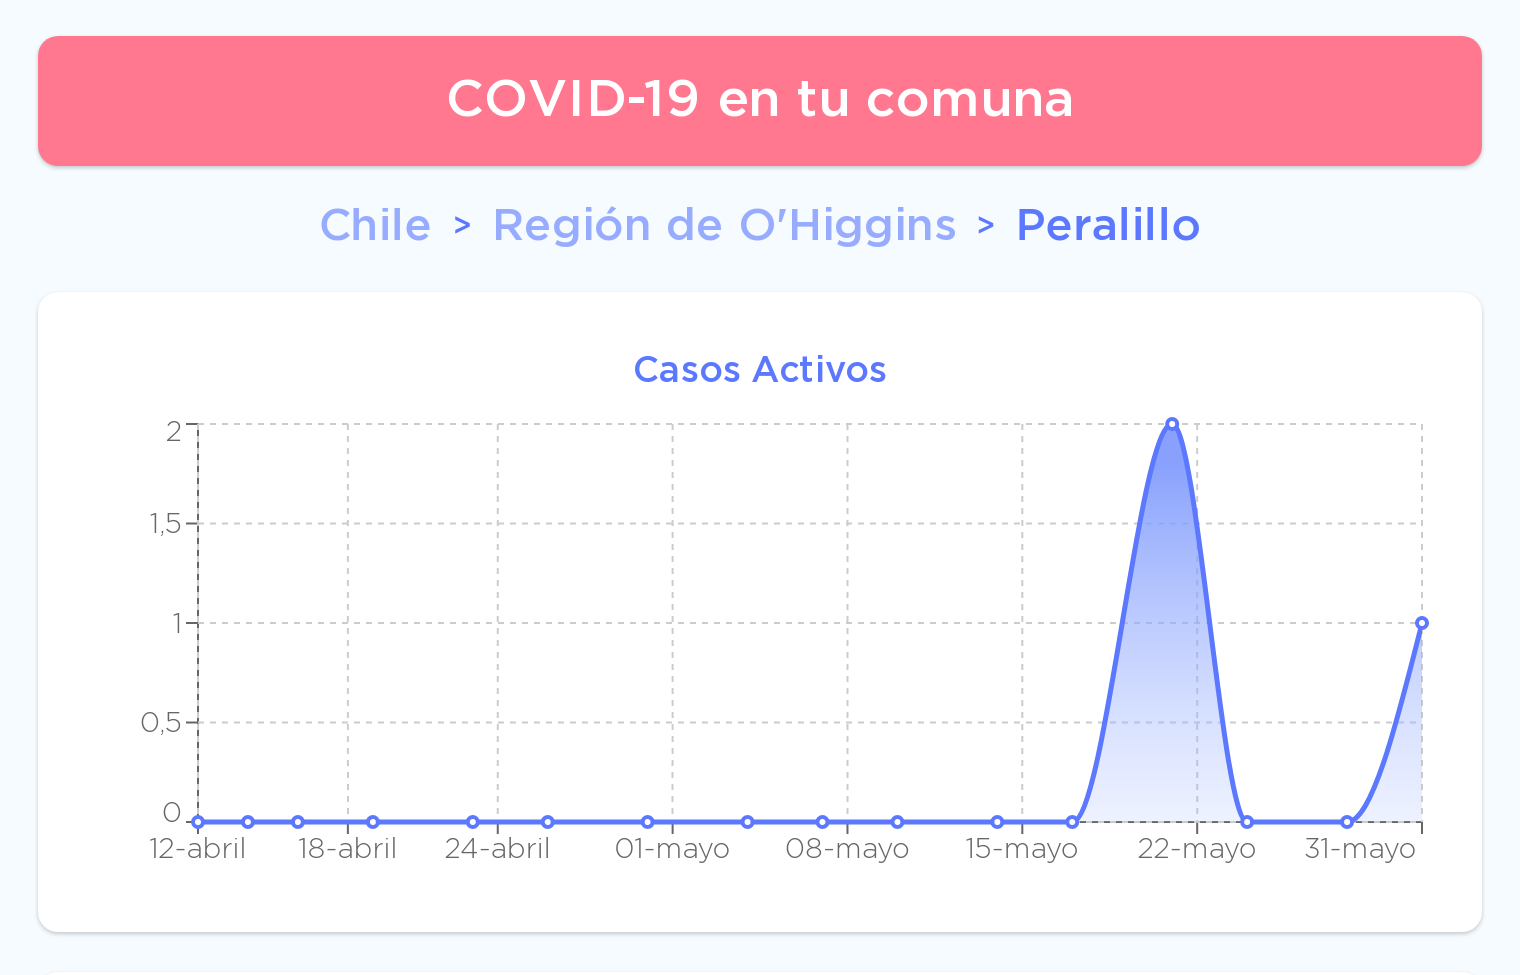 COVID-19 en tu comuna
Chile > Región de O'Higgins > Peralillo
Casos Activos
2
1,5
1
0,5
0
12-abril 18-abril 24-abril 01-mayo 08-mayo 15-mayo 22-mayo 31-mayo